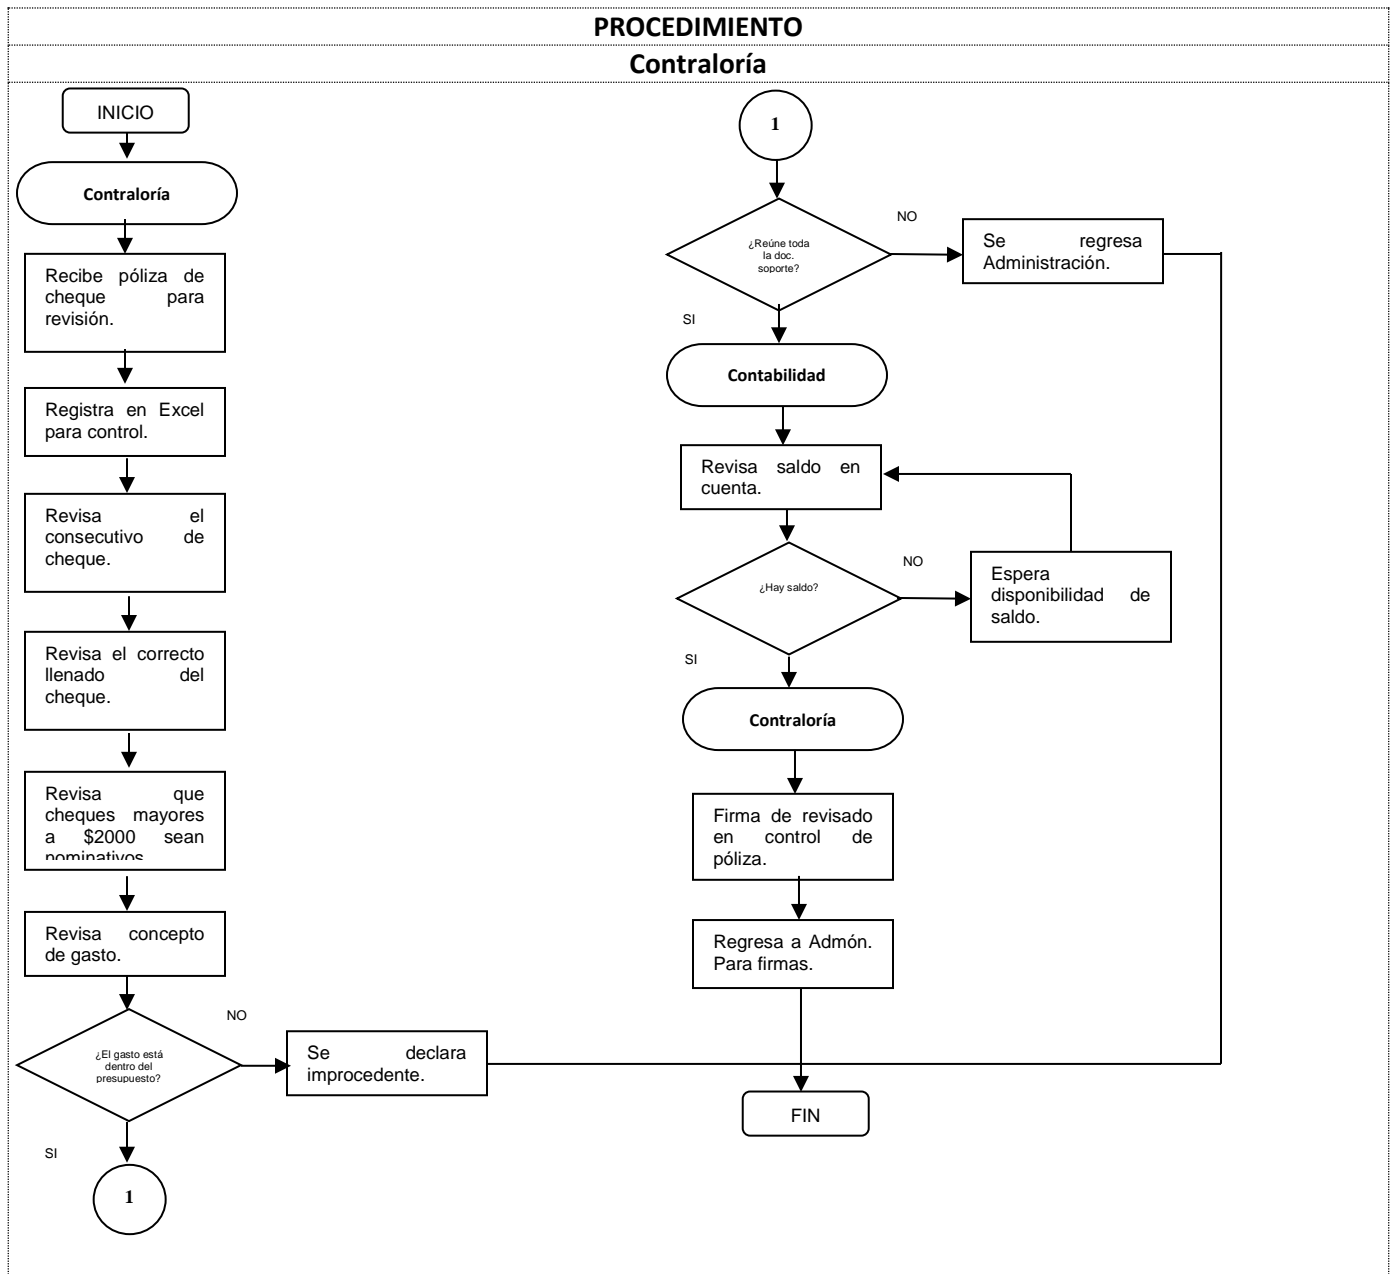 PROCEDIMIENTO
Contraloría
INICIO
Contraloría
Recibe póliza de
cheque para
revisión.
Registra en Excel
para control.
Revisa el
consecutivo de
cheque.
Revisa el correcto
llenado del
cheque.
Revisa que
cheques mayores
a $2000 sean
nominativos
Revisa concepto
de gasto.
¿El gasto está
dentro del
presupuesto?
NO
Se declara
improcedente.
SI
1
1
¿Reúne toda
la doc.
soporte?
NO
Se regresa
Administración.
SI
Contabilidad
Revisa saldo en
cuenta.
¿Hay saldo?
NO
Espera
disponibilidad de
saldo.
SI
Contraloría
Firma de revisado
en control de
póliza.
Regresa a Admón.
Para firmas.
FIN